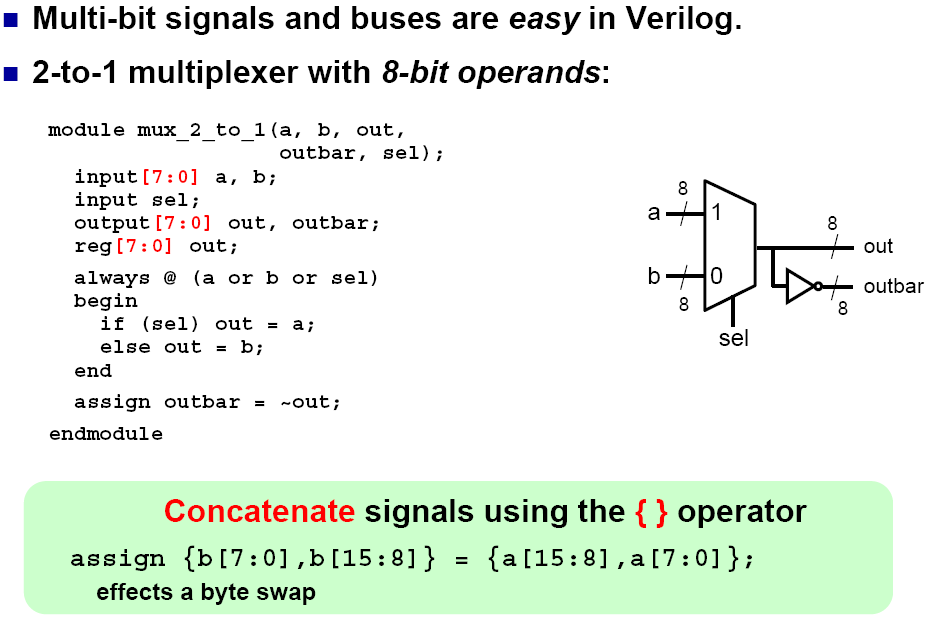 Multi-bit signals and buses are easy in Verilog.
2-to-1 multiplexer with 8-bit operands:
module mux_2_to_1(a, b, out,
outbar, sel);
input[7:0] a, b;
input sel;
output[7:0] out, outbar;
reg[7:0] out;
always @ (a or b or sel)
begin
if (sel) out = a;
else out = b;
end
assign outbar = ~out;
endmodule
8
a
1
b
0
8
sel
8
out
outbar
8
Concatenate signals using the { } operator
assign {b[7:0],b[15:8]} = {a[15:8],a[7:0]};
effects a byte swap